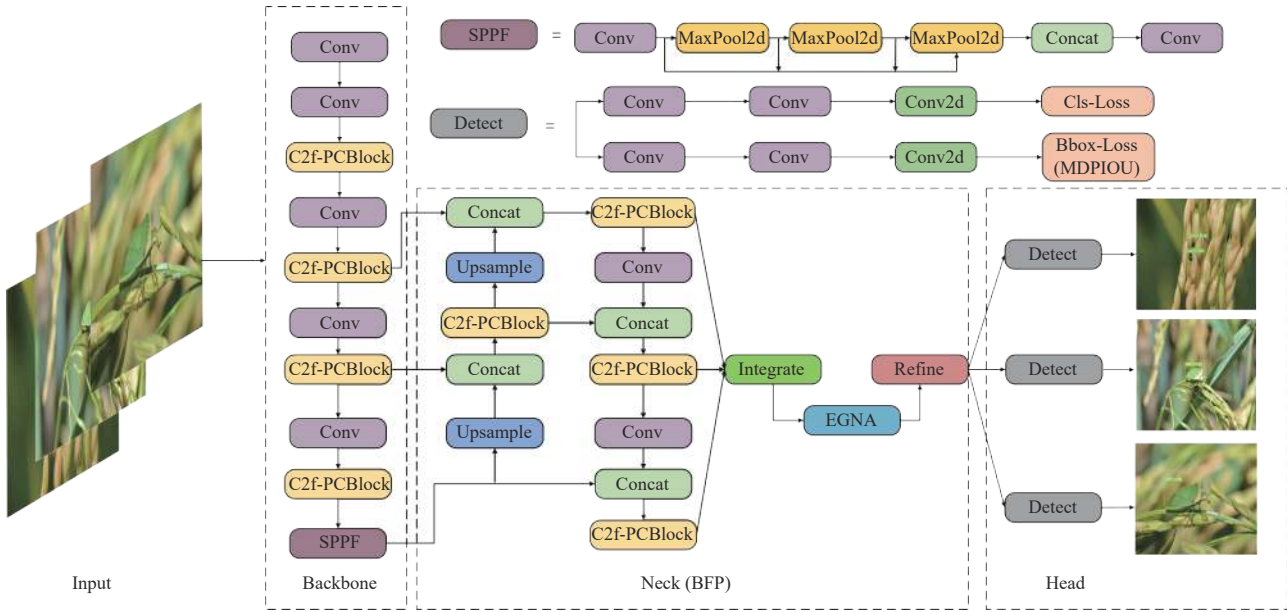 SPPF = Conv MaxPool2d MaxPool2d MaxPool2d Concat Conv
Detect =
Conv Conv Conv2d Cls-Loss
Conv Conv Conv2d Bbox-Loss
(MDPIOU)
Conv
Conv
C2f-PCBlock
Conv
C2f-PCBlock
Conv
C2f-PCBlock
Conv
C2f-PCBlock
SPPF
Concat
Upsample
C2f-PCBlock
Concat
Upsample
C2f-PCBlock
Conv
Concat
C2f-PCBlock
Conv
Concat
C2f-PCBlock
Integrate
EGNA
Refine
Detect
Detect
Detect
Input
Backbone
Neck (BFP)
Head